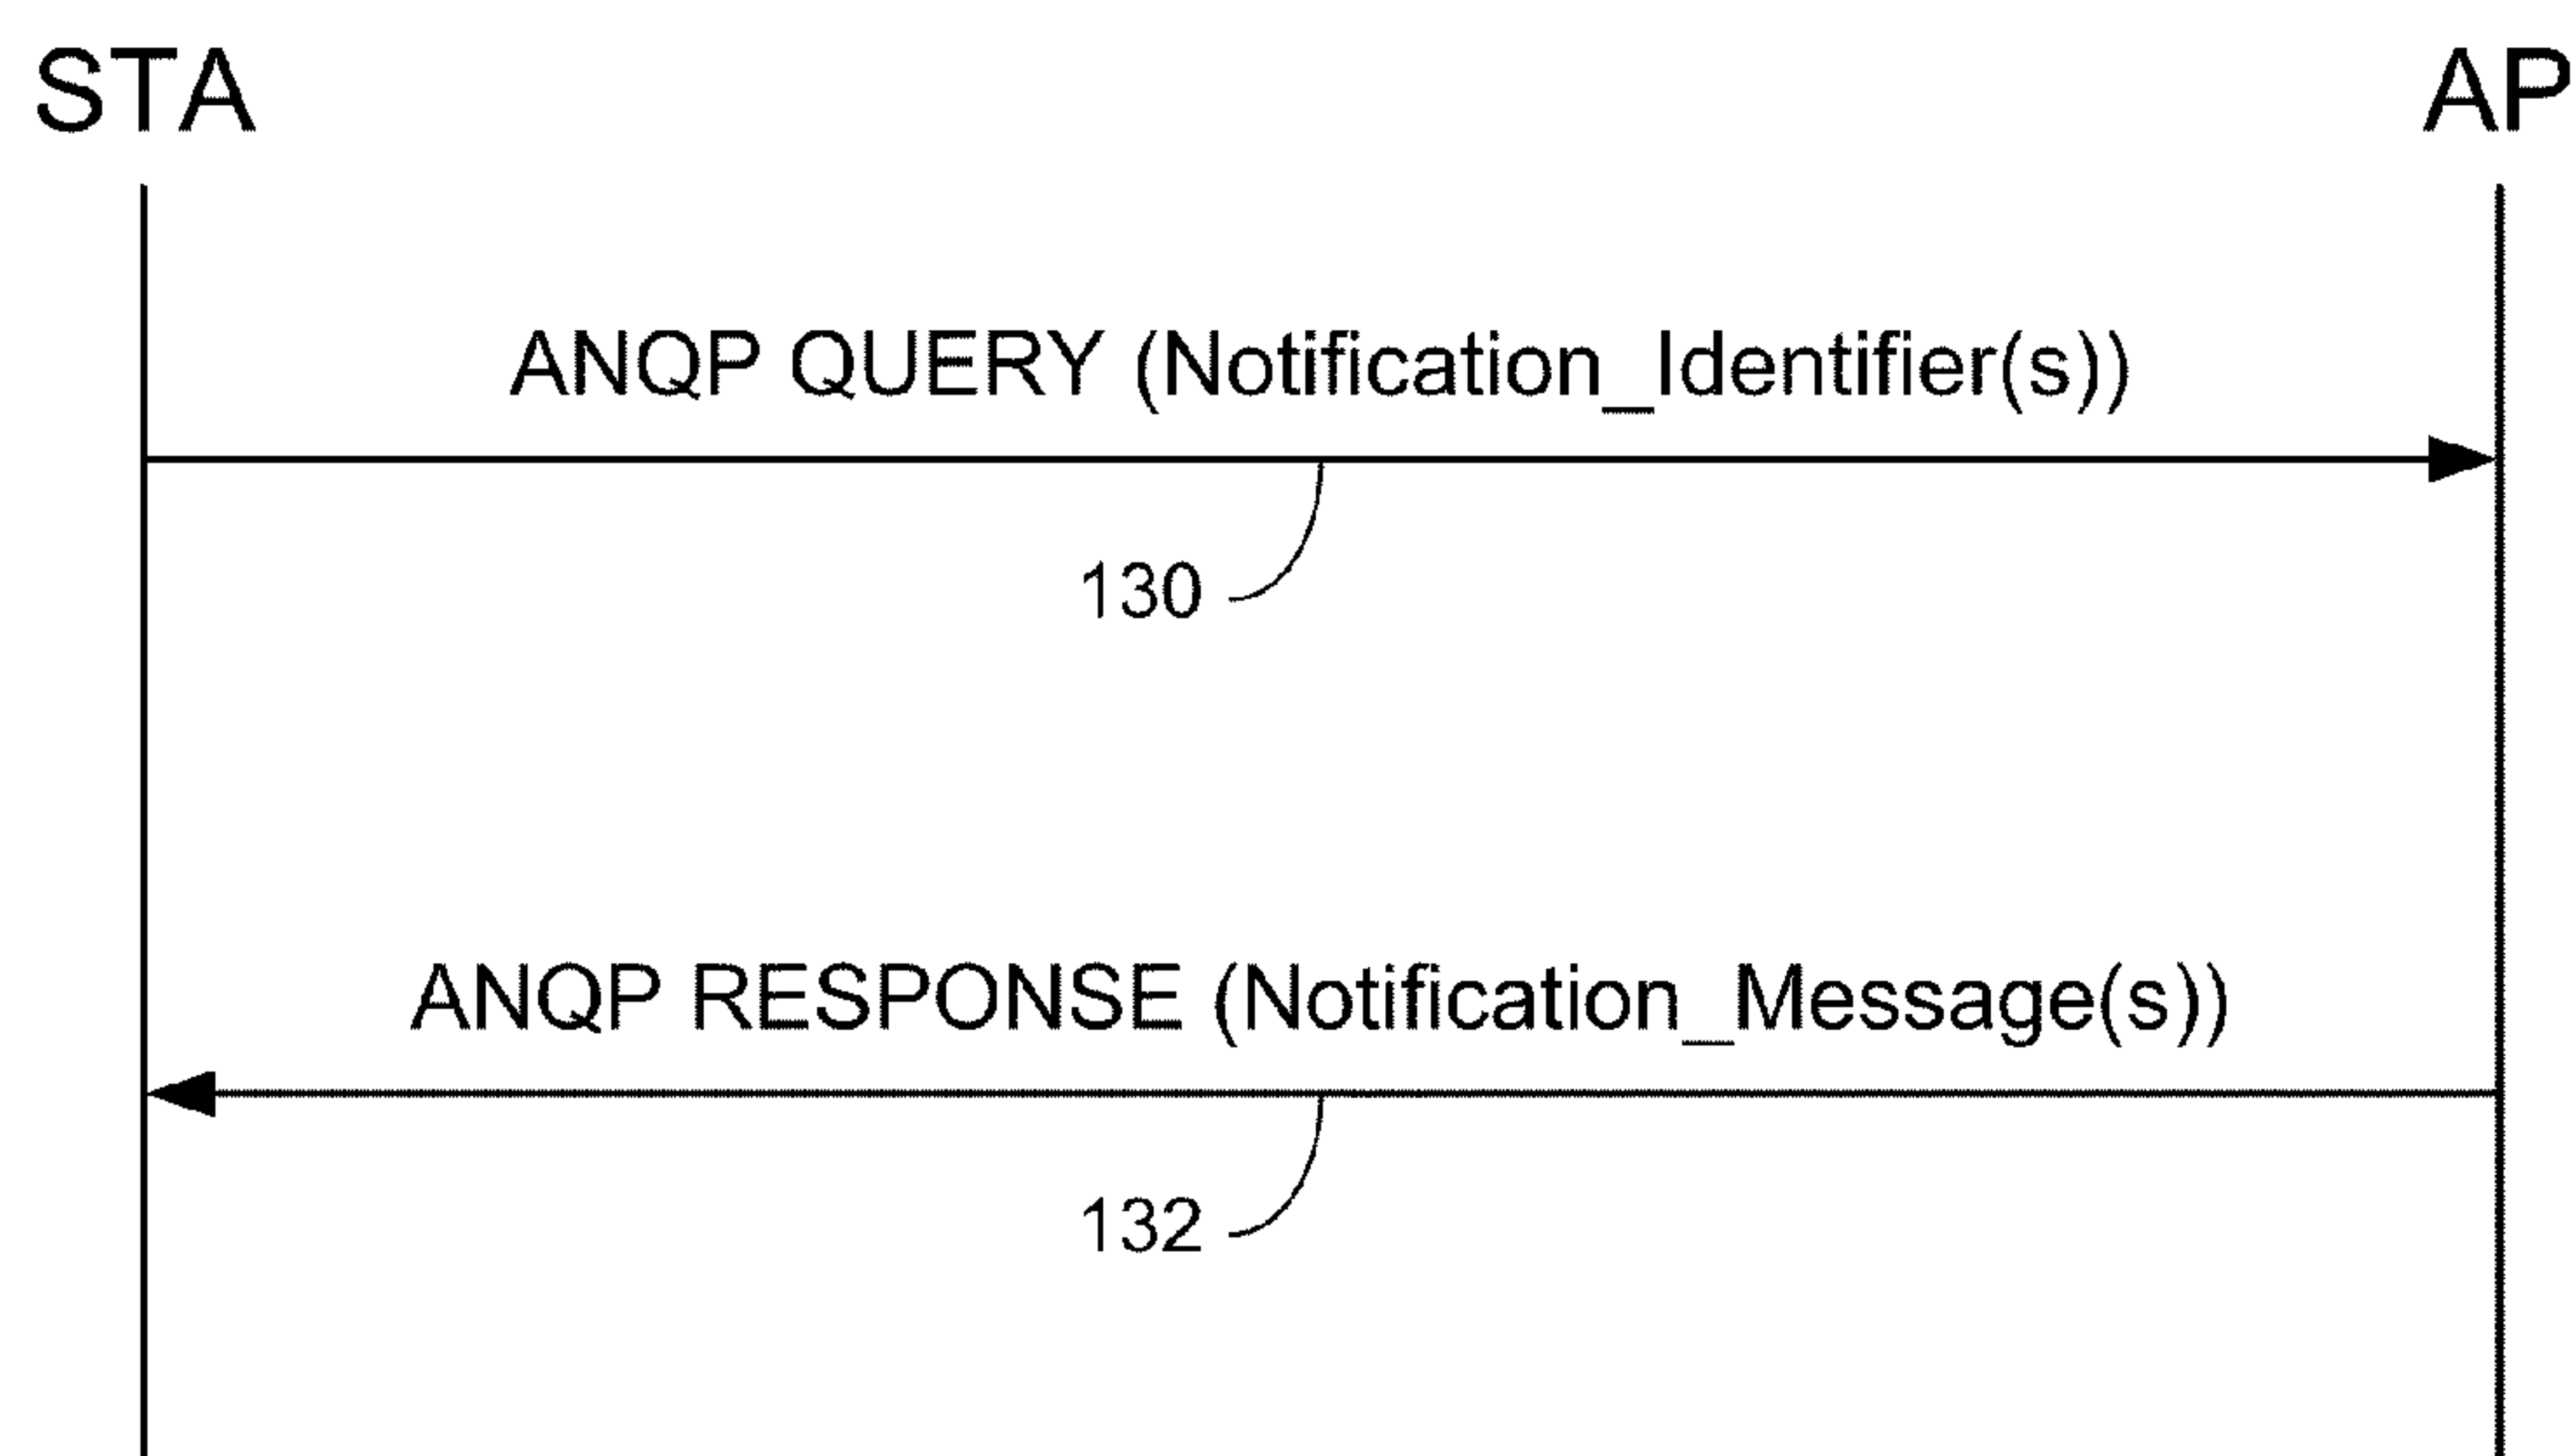 STA AP
ANQP QUERY (Notification_Identifier(s))
130
ANQP RESPONSE (Notification_Message(s))
132